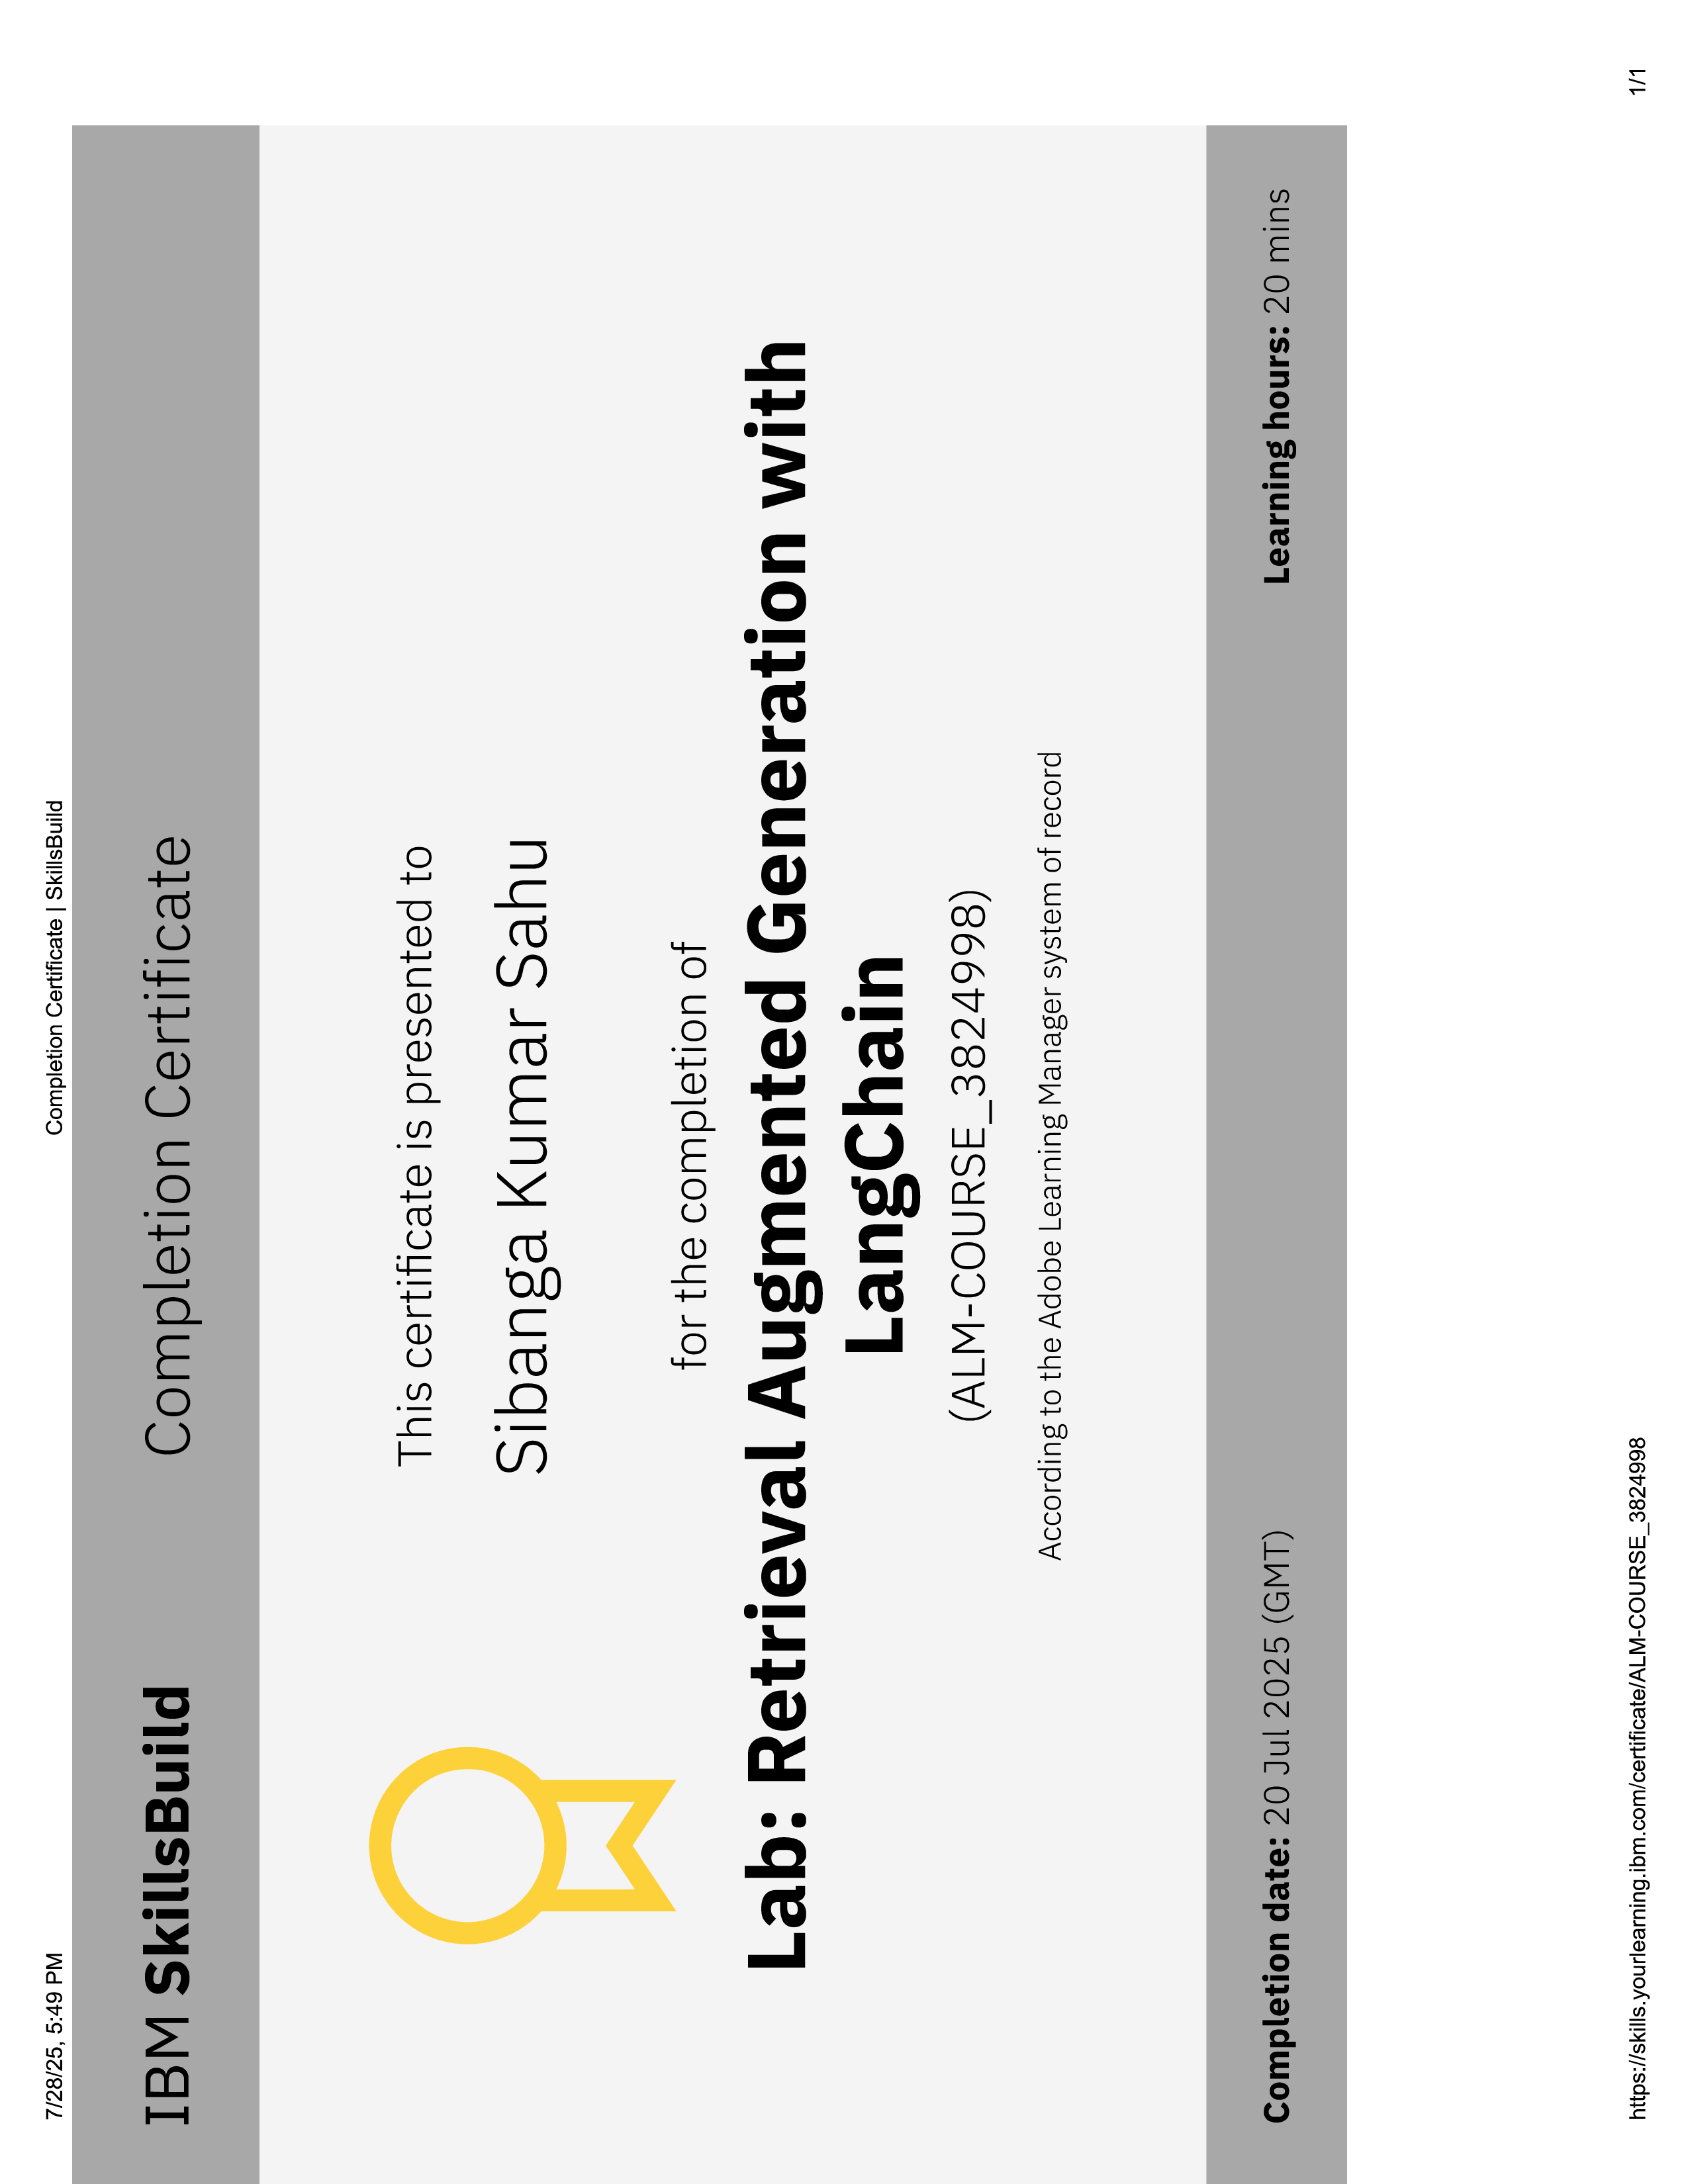 7/28/25, 5:49 PM
Completion Certificate | SkillsBuild
IBM SkillsBuild
Completion Certificate
This certificate is presented to
Sibanga Kumar Sahu
for the completion of
Lab: Retrieval Augmented Generation with
LangChain
(ALM-COURSE_3824998)
According to the Adobe Learning Manager system of record
Completion date: 20 Jul 2025 (GMT)
Learning hours: 20 mins
https://skills.yourlearning.ibm.com/certificate/ALM-COURSE_3824998
1/1